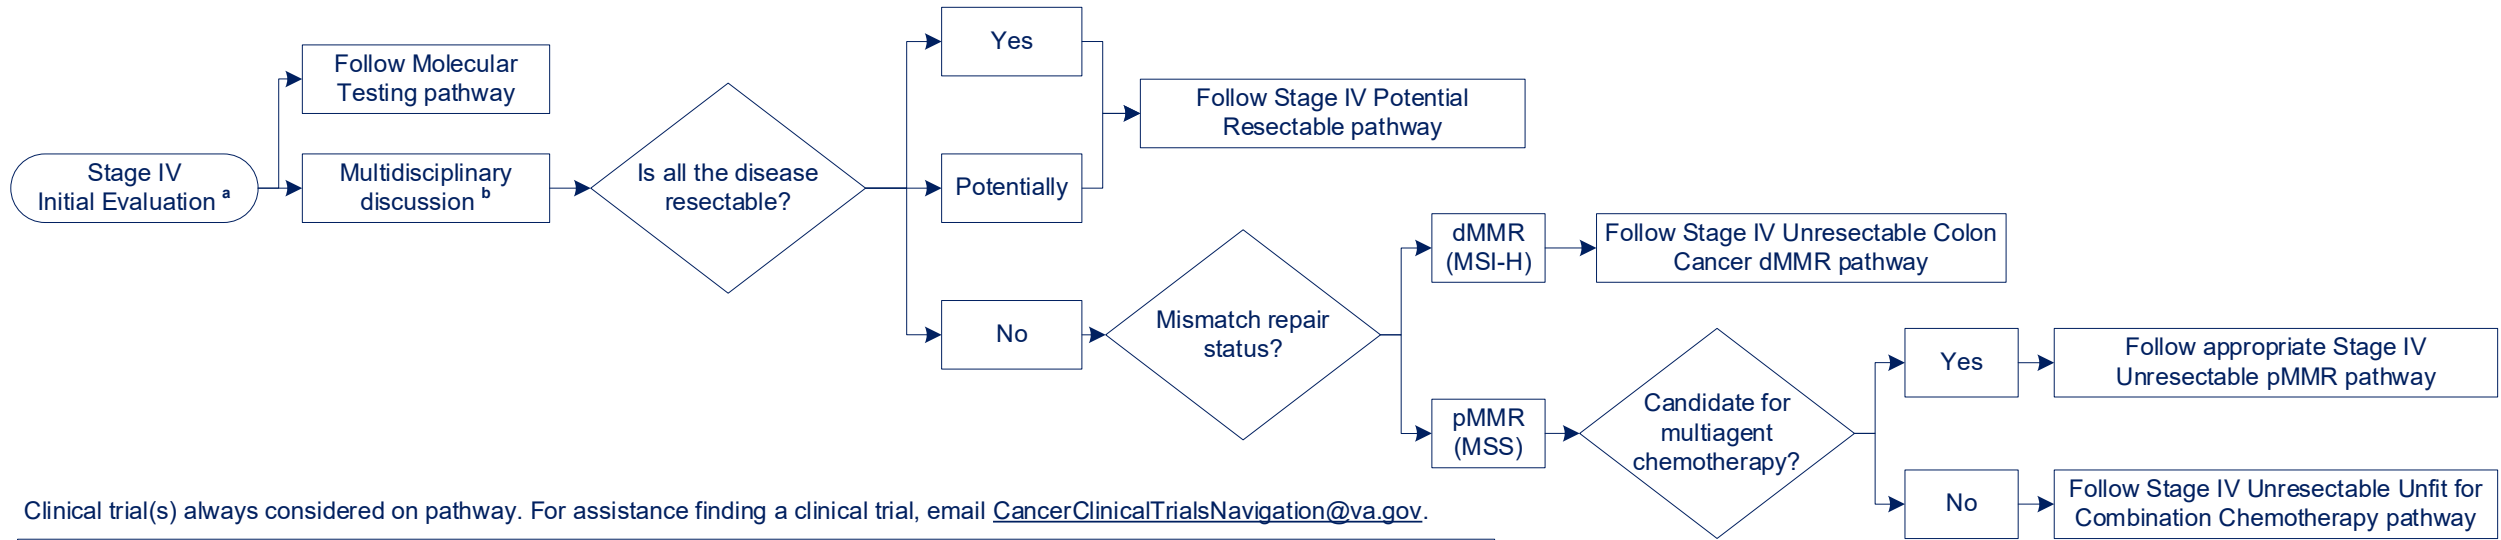 Stage IV
Initial Evaluation a
Follow Molecular
Testing pathway
Multidisciplinary
discussion b
Is all the disease
resectable?
Yes
Potentially
No
Follow Stage IV Potential
Resectable pathway
Mismatch repair
status?
dMMR
(MSI-H)
Follow Stage IV Unresectable Colon
Cancer dMMR pathway
pMMR
(MSS)
Candidate for
multiagent
chemotherapy?
Yes
Follow appropriate Stage IV
Unresectable pMMR pathway
No
Follow Stage IV Unresectable Unfit for
Combination Chemotherapy pathway
Clinical trial(s) always considered on pathway. For assistance finding a clinical trial, email CancerClinicalTrialsNavigation@va.gov.